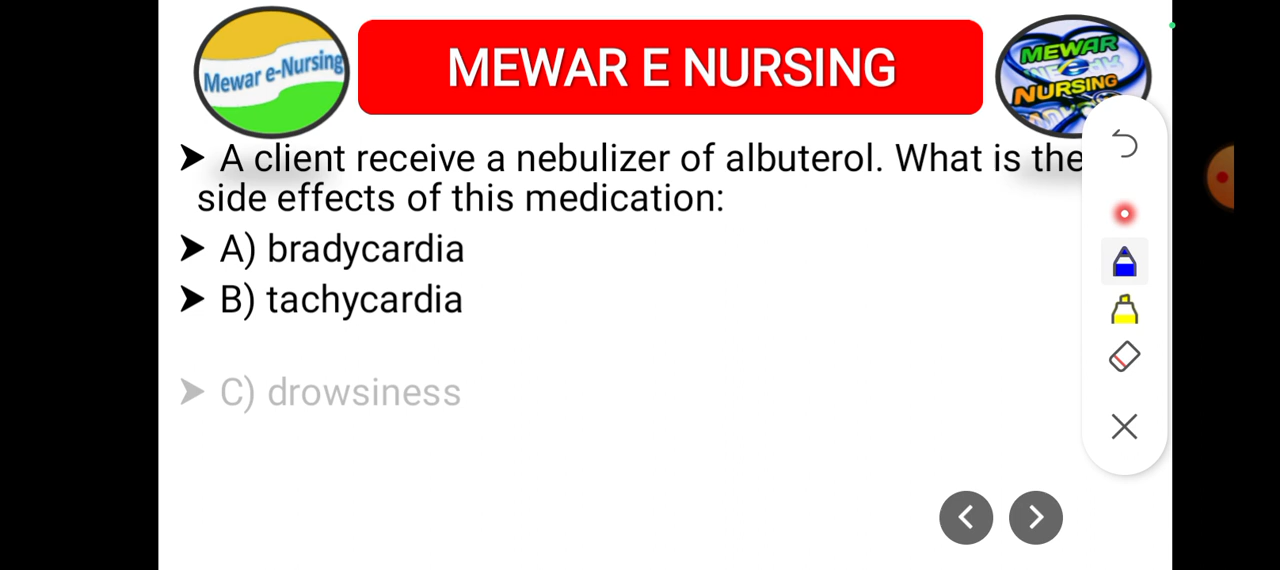 Mewar e-Nursing
MEWAR E NURSING
MEWAR
NURSING
➤ A client receive a nebulizer of albuterol. What is the
side effects of this medication:
➤ A) bradycardia
➤ B) tachycardia
➤ C) drowsiness